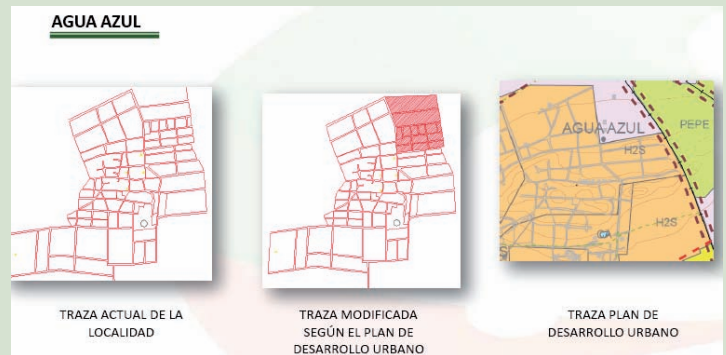 AGUA AZUL
AGUA AZUL
PEPE
H2S
H2S
TRAZA ACTUAL DE LA
LOCALIDAD
TRAZA MODIFICADA
SEGÚN EL PLAN DE
DESARROLLO URBANO
TRAZA PLAN DE
DESARROLLO URBANO